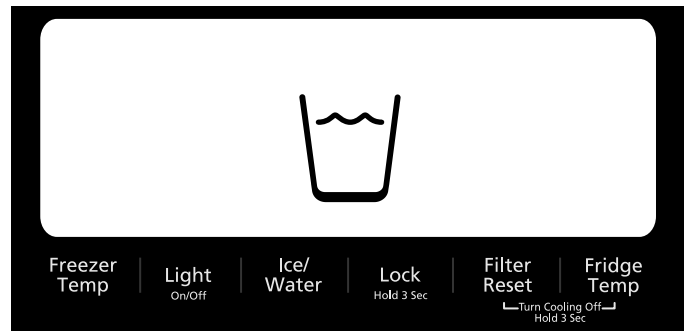 Freezer
Temp
Light
On/Off
Ice/
Water
Lock
Hold 3 Sec
Filter
Reset
Fridge
Temp
Turn Cooling Off
Hold 3 Sec